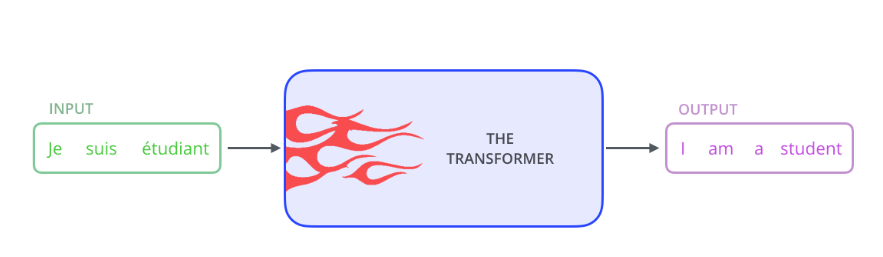 INPUT
Je suis étudiant
THE
TRANSFORMER
OUTPUT
I am a student